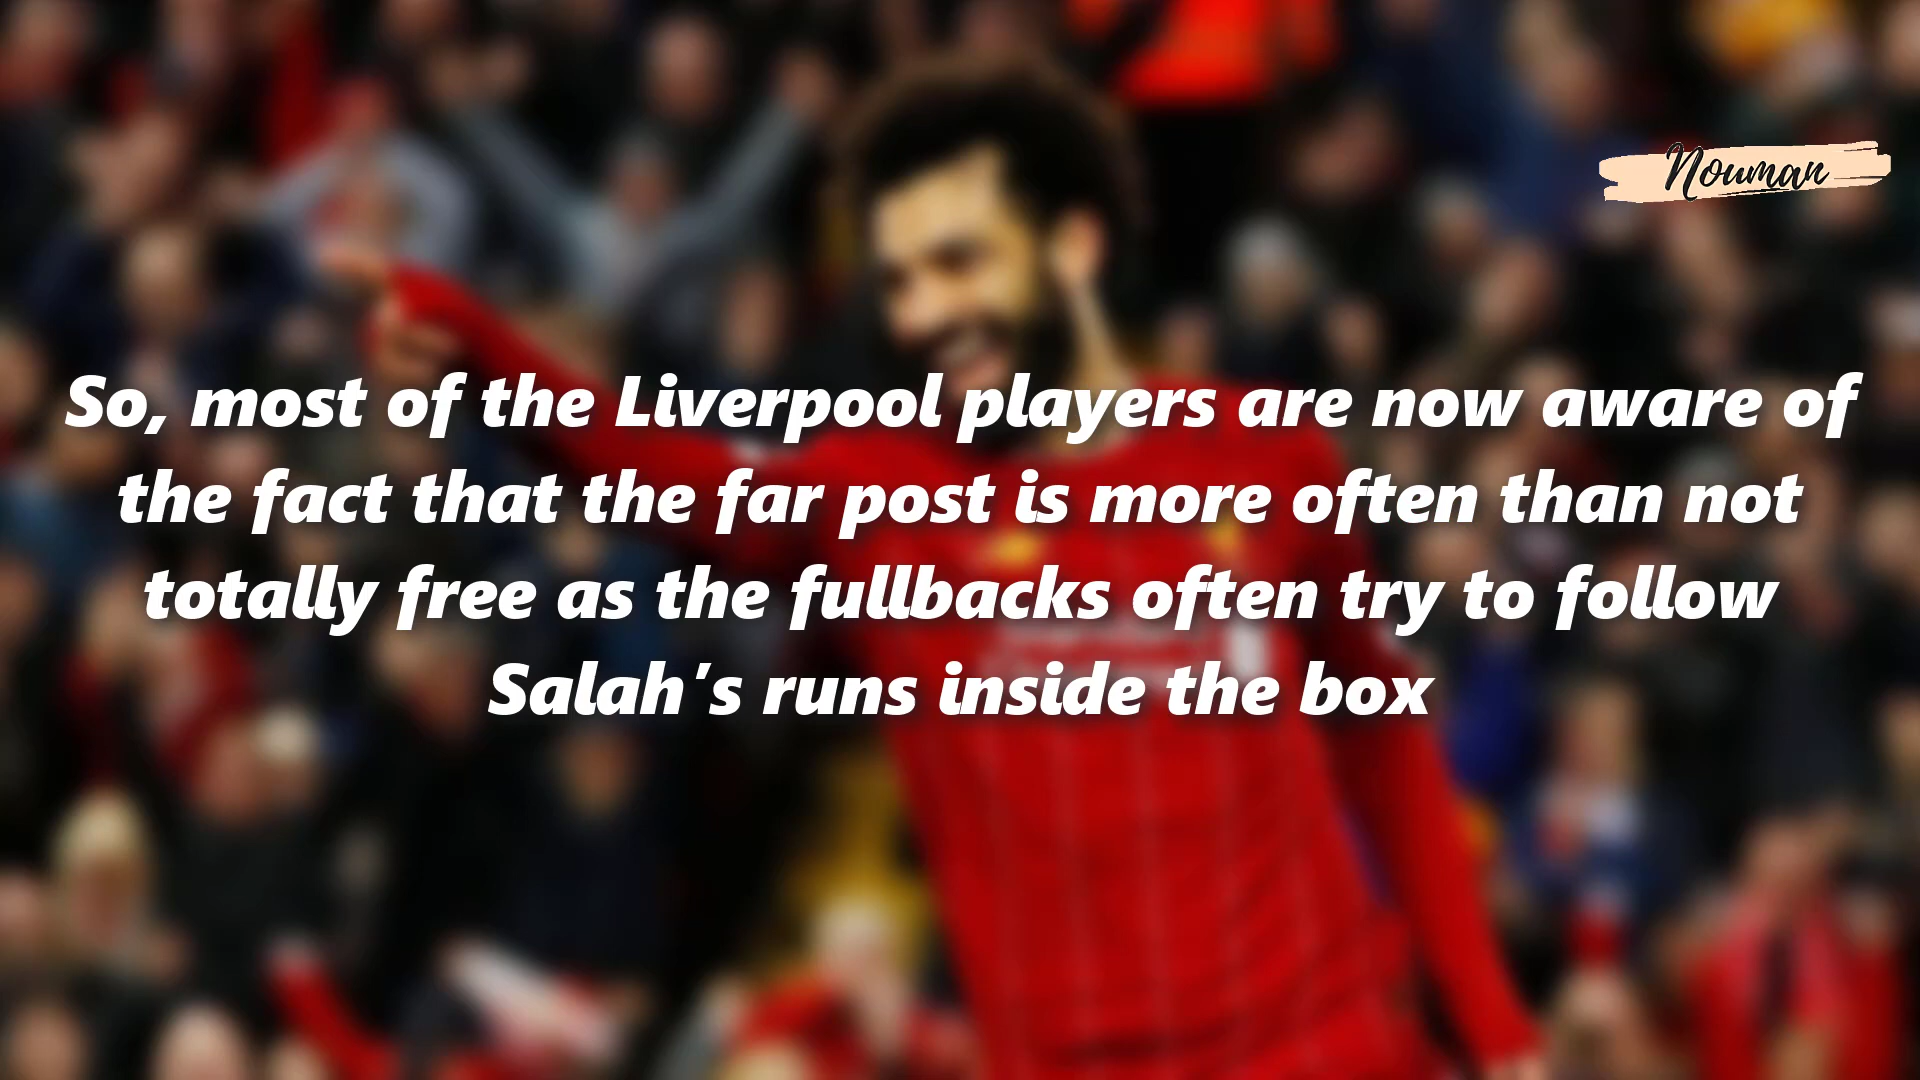 Nouman
So, most of the Liverpool players are now aware of
the fact that the far post is more often than not
totally free as the fullbacks often try to follow
Salah's runs inside the box